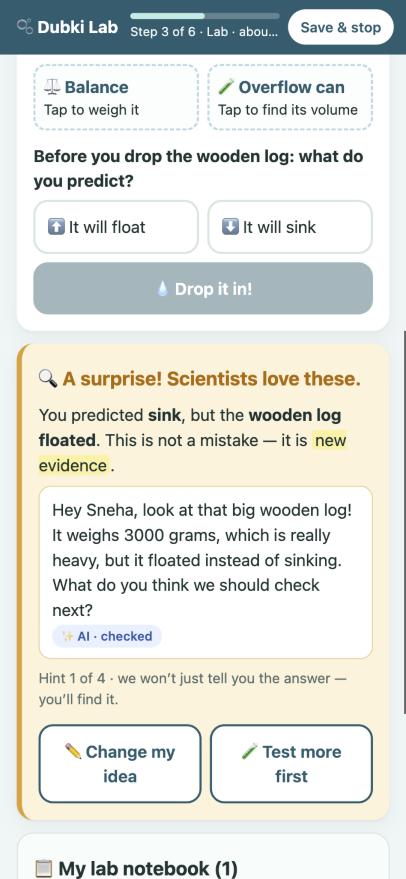 Dubki Lab
Step 3 of 6 · Lab · abou...
Save & stop
Balance
Tap to weigh it
Overflow can
Tap to find its volume
Before you drop the wooden log: what do
you predict?
It will float
It will sink
Drop it in!
A surprise! Scientists love these.
You predicted sink, but the wooden log
floated. This is not a mistake — it is new
evidence.
Hey Sneha, look at that big wooden log!
It weighs 3000 grams, which is really
heavy, but it floated instead of sinking.
What do you think we should check
next?
AI · checked
Hint 1 of 4 · we won’t just tell you the answer —
you’ll find it.
Change my
idea
Test more
first
My lab notebook (1)